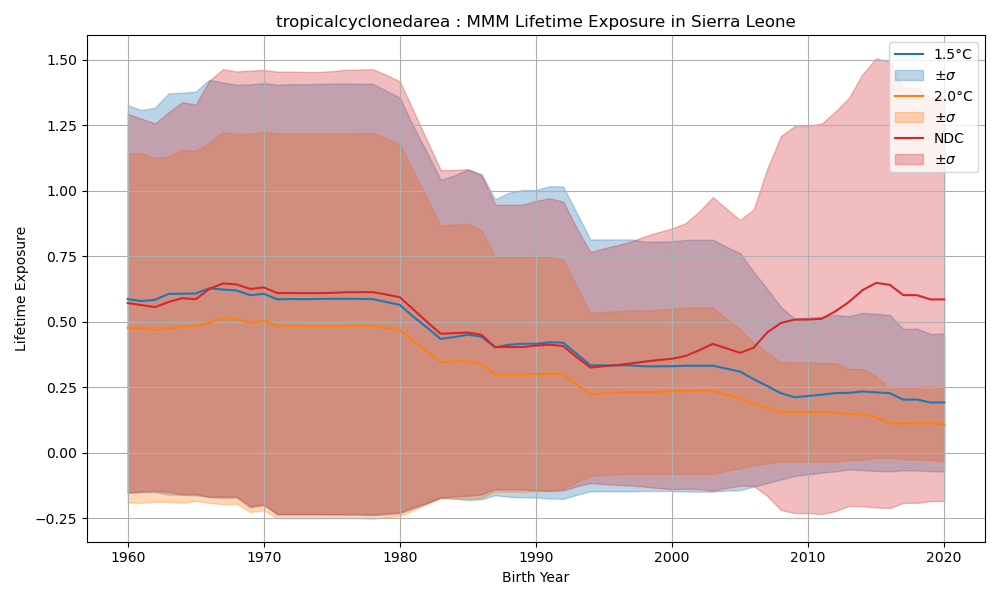 tropicalcyclonedarea : MMM Lifetime Exposure in Sierra Leone
1.50
1.25
1.00
0.75
0.50
0.25
0.00
−0.25
Lifetime Exposure
1.5°C
±σ
2.0°C
±σ
NDC
±σ
1960 1970 1980 1990 2000 2010 2020
Birth Year